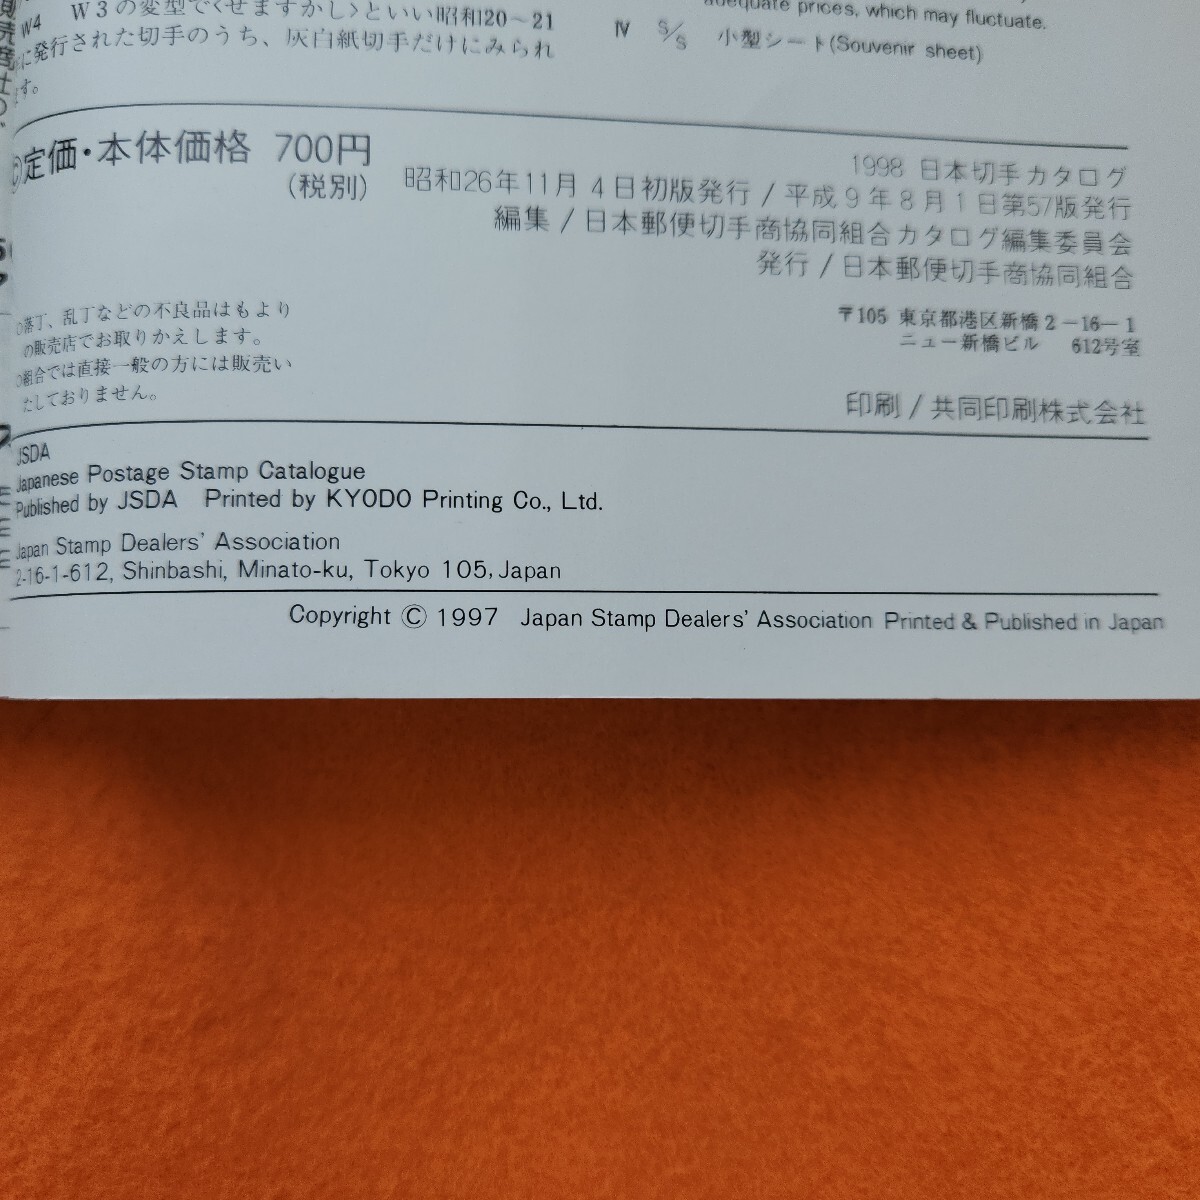 W3の変型で<せますかし>といい昭和20～21
W4
に発行された切手のうち、灰白紙切手だけにみられ
ます。
adequate prices, which may fluctuate.
Ⅳ S/S 小型シート(Souvenir sheet)
©定価・本体価格 700円
(税別)
1998 日本切手カタログ
昭和26年11月4日初版発行/平成9年8月1日第57版発行
編集/日本郵便切手商協同組合カタログ編集委員会
発行/日本郵便切手商協同組合
〒105 東京都港区新橋2-16-1
ニュー新橋ビル 612号室
印刷/共同印刷株式会社
○落丁、乱丁などの不良品はもより
の販売店でお取りかえします。
○組合では直接一般の方には販売い
たしておりません。
JSDA
Japanese Postage Stamp Catalogue
Published by JSDA Printed by KYODO Printing Co., Ltd.
Japan Stamp Dealers' Association
2-16-1-612, Shinbashi, Minato-ku, Tokyo 105, Japan
Copyright © 1997 Japan Stamp Dealers' Association Printed & Published in Japan